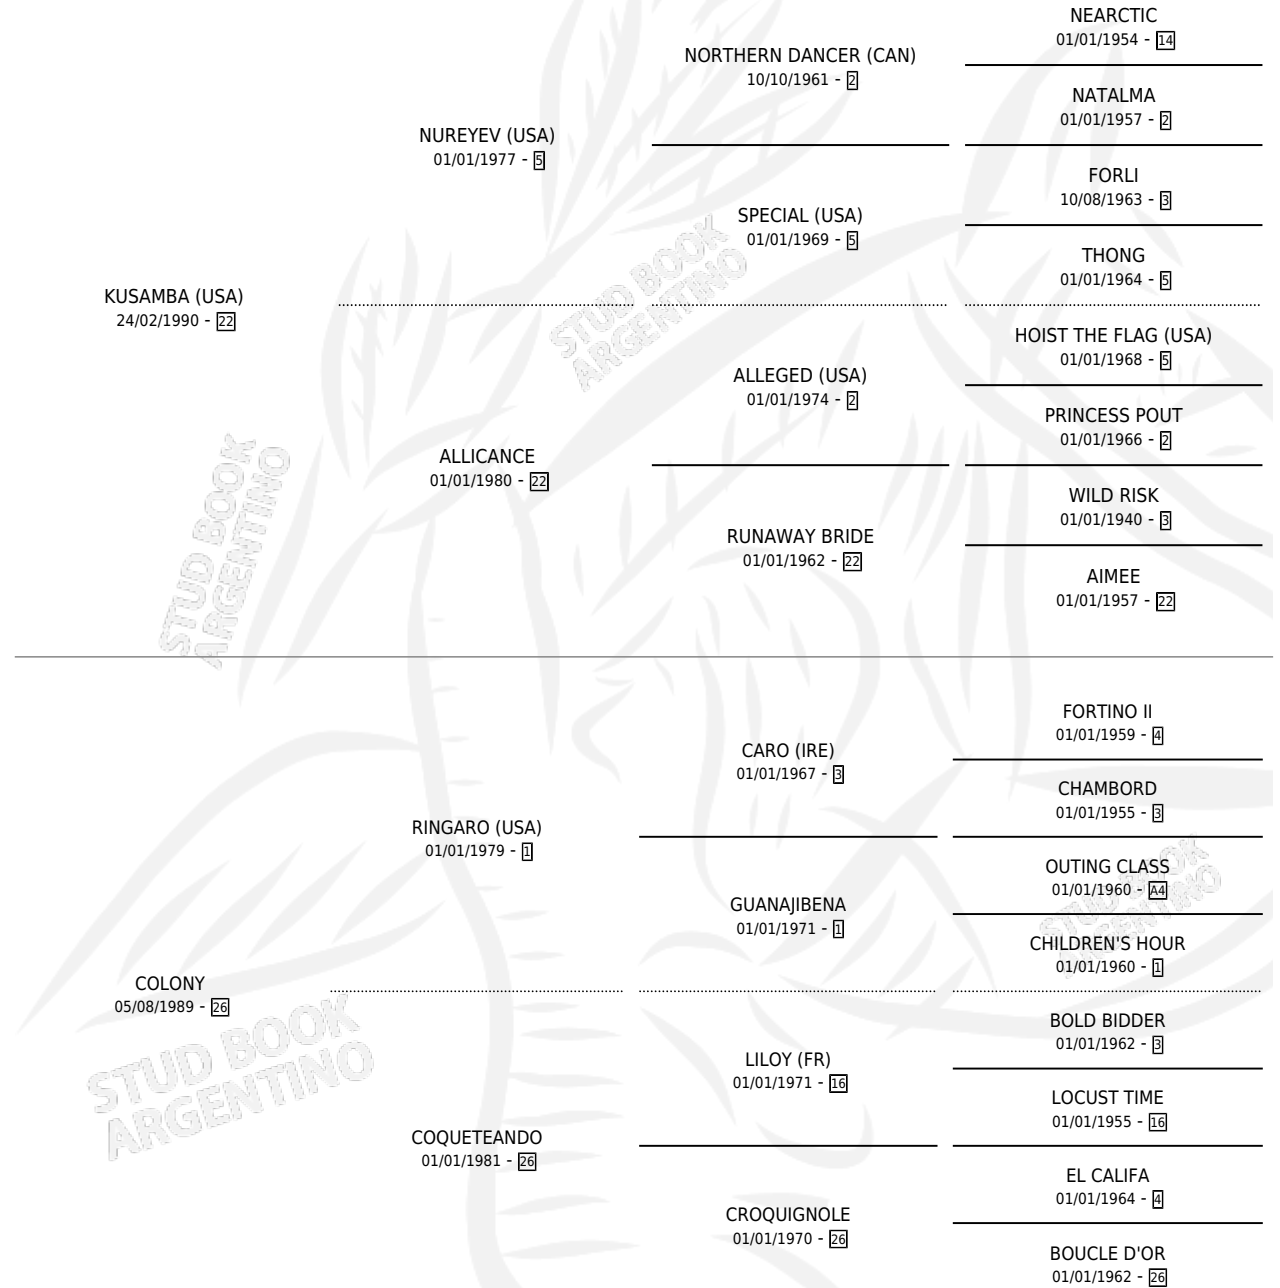 NEARCTIC
01/01/1954 - 14
NORTHERN DANCER (CAN)
10/10/1961 - 2
NATALMA
01/01/1957 - 2
NUREYEV (USA)
01/01/1977 - 5
FORLI
10/08/1963 - 3
SPECIAL (USA)
01/01/1969 - 5
THONG
01/01/1964 - 5
KUSAMBA (USA)
24/02/1990 - 22
HOIST THE FLAG (USA)
01/01/1968 - 5
ALLEGED (USA)
01/01/1974 - 2
PRINCESS POUT
01/01/1966 - 2
ALLICANCE
01/01/1980 - 22
WILD RISK
01/01/1940 - 3
RUNAWAY BRIDE
01/01/1962 - 22
AIMEE
01/01/1957 - 22
FORTINO II
01/01/1959 - 4
CARO (IRE)
01/01/1967 - 3
CHAMBORD
01/01/1955 - 3
RINGARO (USA)
01/01/1979 - 1
OUTING CLASS
01/01/1960 - A4
GUANAJIBENA
01/01/1971 - 1
CHILDREN'S HOUR
01/01/1960 - 1
COLONY
05/08/1989 - 26
BOLD BIDDER
01/01/1962 - 3
LILOY (FR)
01/01/1971 - 16
LOCUST TIME
01/01/1955 - 16
COQUETEANDO
01/01/1981 - 26
EL CALIFA
01/01/1964 - 4
CROQUIGNOLE
01/01/1970 - 26
BOUCLE D'OR
01/01/1962 - 26
STUD BOOK
ARGENTINO
STUD BOOK
ARGENTINO
STUD BOOK
ARGENTINO
STUD BOOK
ARGENTINO